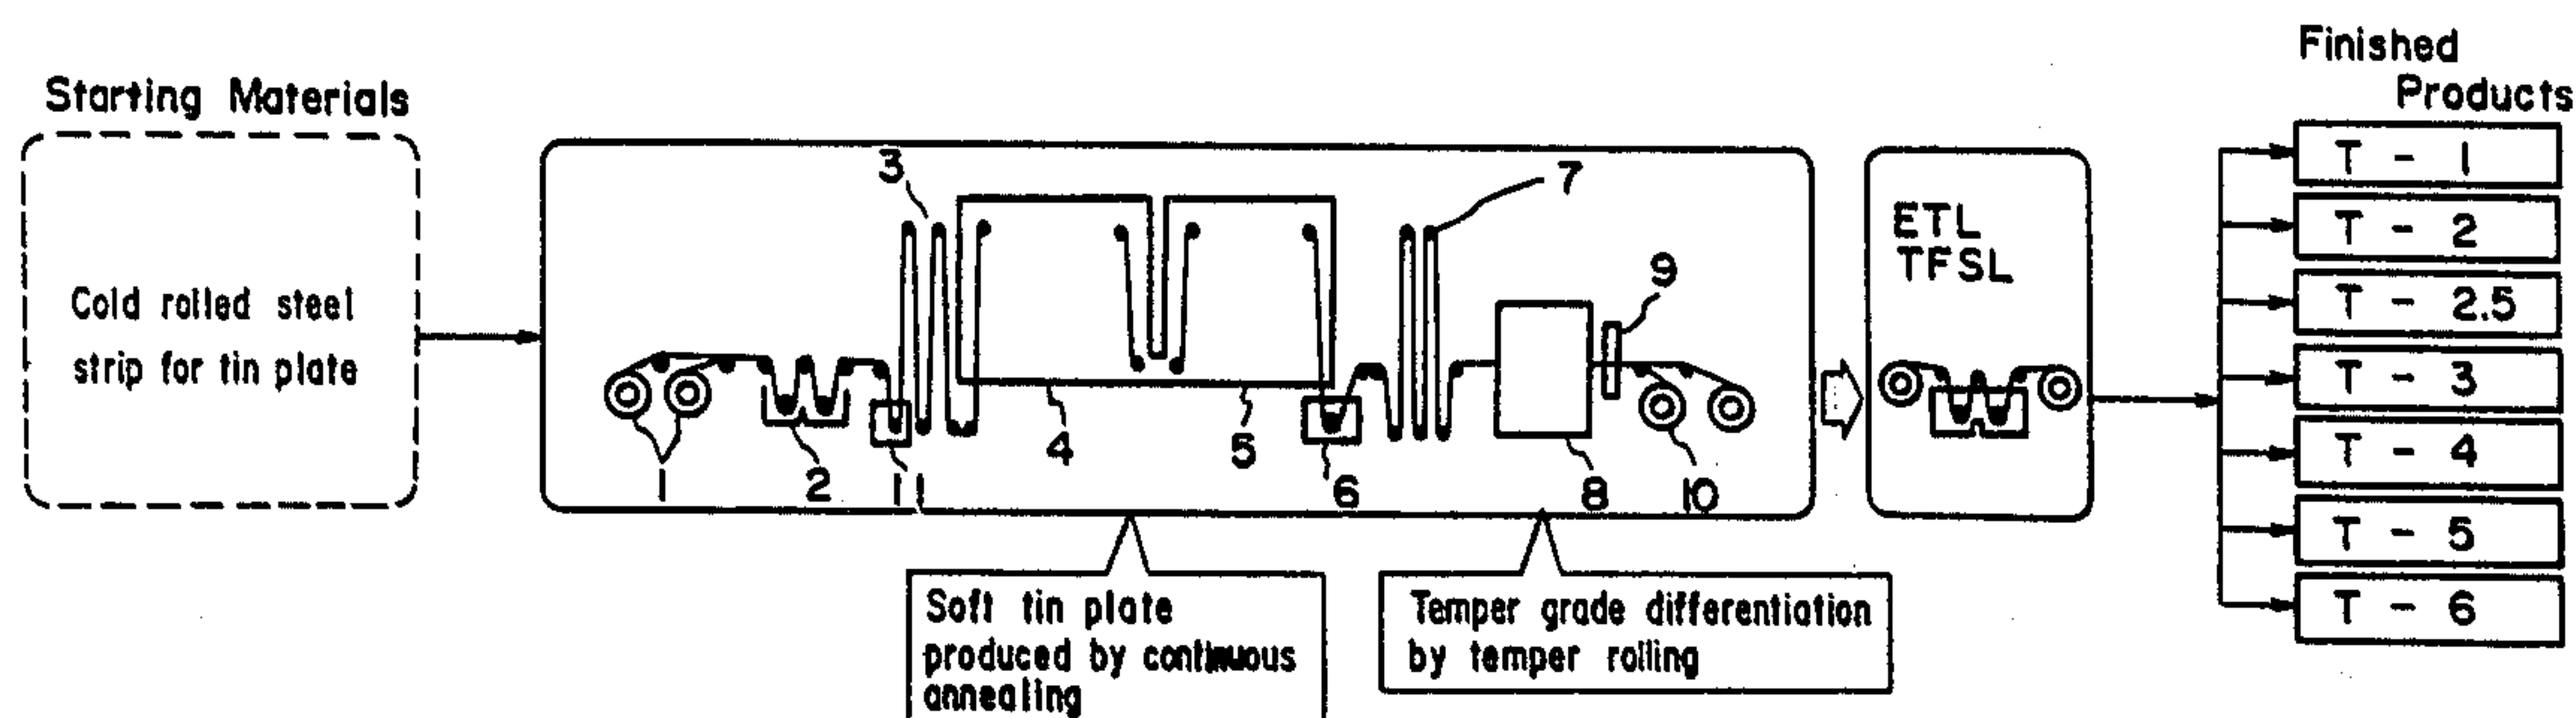 Starting Materials
Cold rolled steel
strip for tin plate
3
7
9
4
5
1
2
11
6
8
10
Soft tin plate
produced by continuous
annealing
Temper grade differentiation
by temper rolling
ETL
TFSL
Finished
Products
T - 1
T - 2
T - 2.5
T - 3
T - 4
T - 5
T - 6